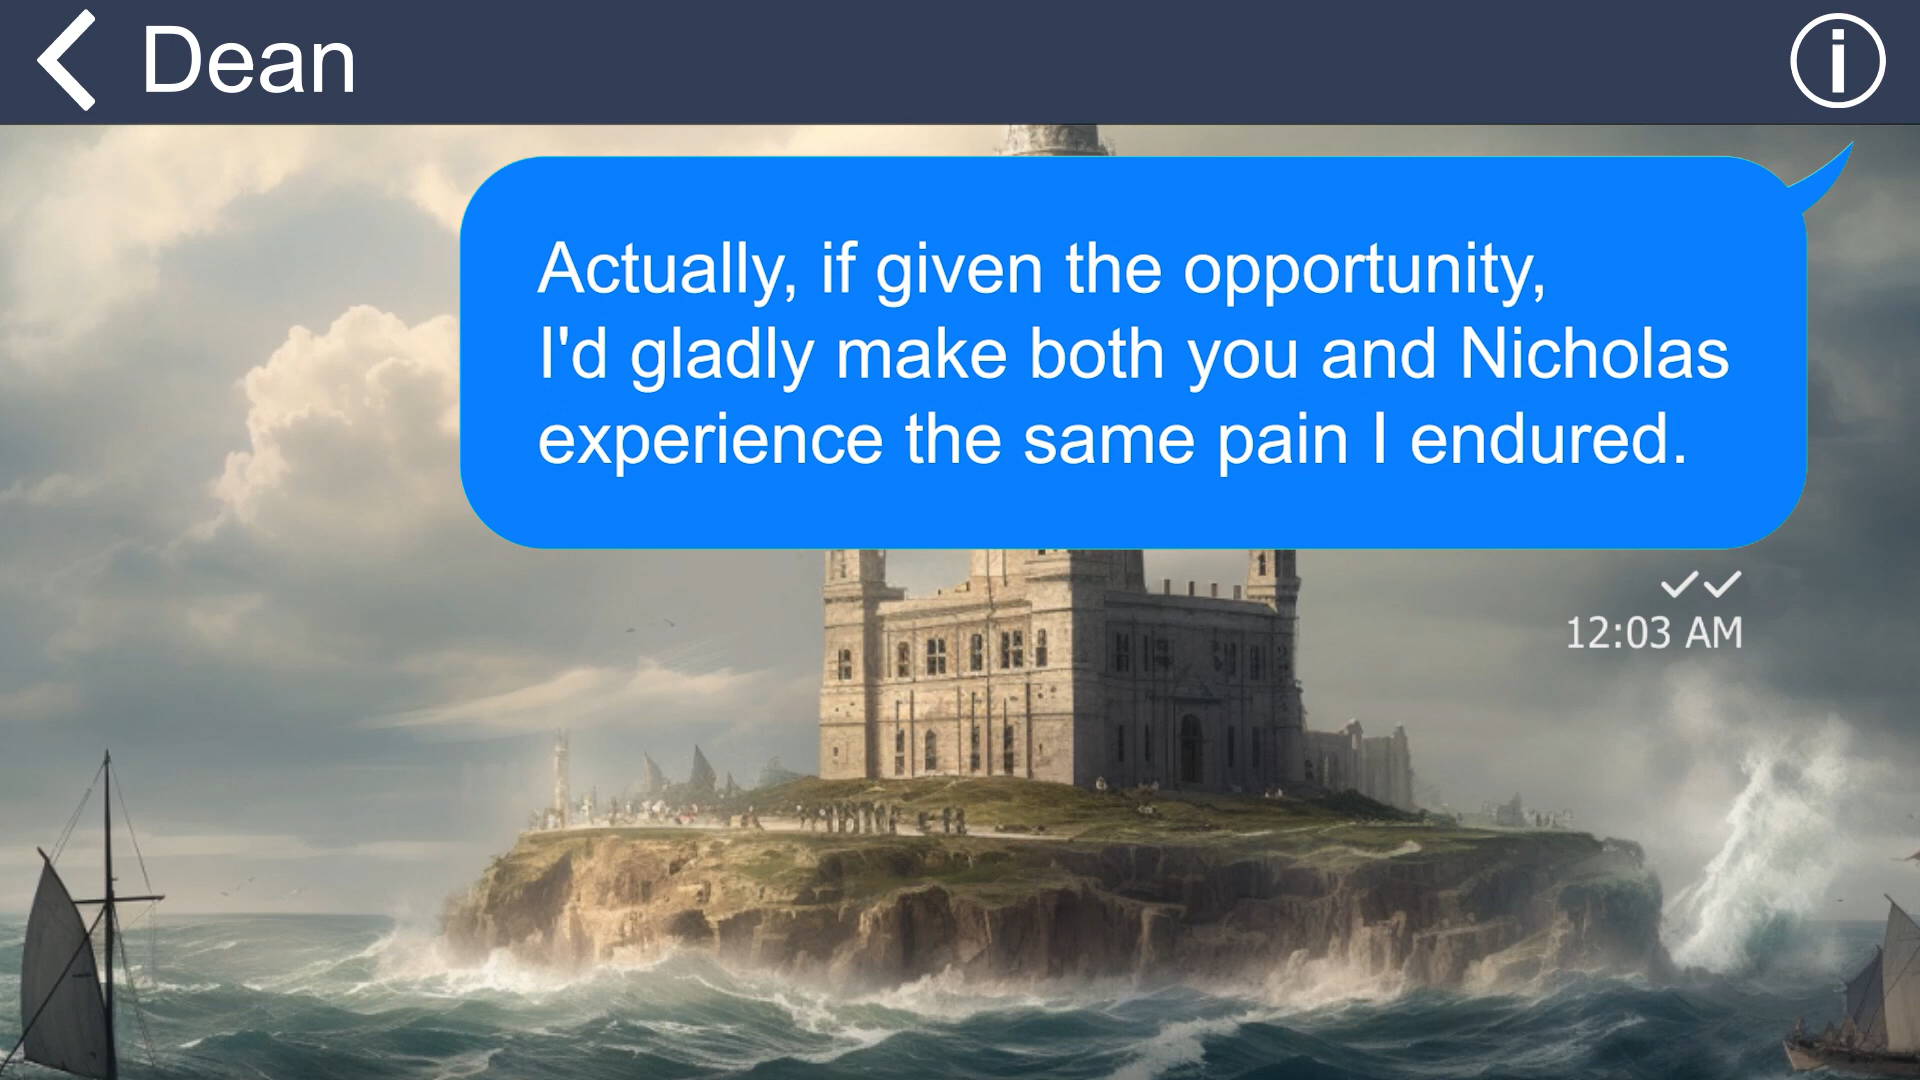 Dean
Actually, if given the opportunity,
I'd gladly make both you and Nicholas
experience the same pain I endured.
12:03 AM